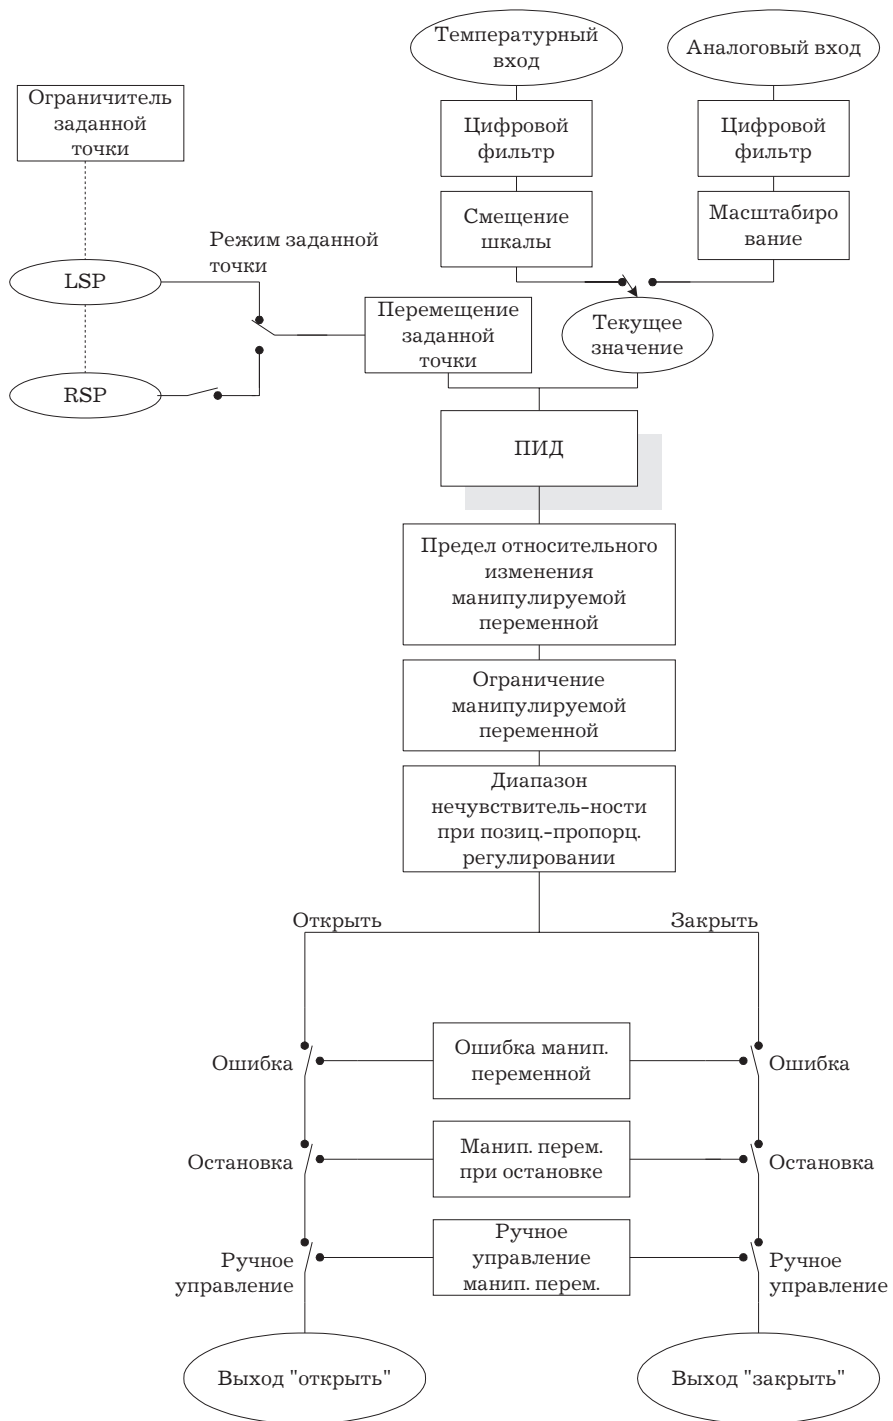 Температурный
вход
Аналоговый вход
Ограничитель
заданной
точки
Цифровой
фильтр
Цифровой
фильтр
Смещение
шкалы
Масштабиро
вание
Режим заданной
точки
LSP
Перемещение
заданной
точки
Текущее
значение
RSP
ПИД
Предел относительного
изменения
манипулируемой
переменной
Ограничение
манипулируемой
переменной
Диапазон
нечувствитель-ности
при позиц.-пропорц.
регулировании
Открыть
Закрыть
Ошибка
Ошибка манип.
переменной
Ошибка
Остановка
Манип. перем.
при остановке
Остановка
Ручное
управление
Ручное
управление
манип. перем.
Ручное
управление
Выход "открыть"
Выход "закрыть"